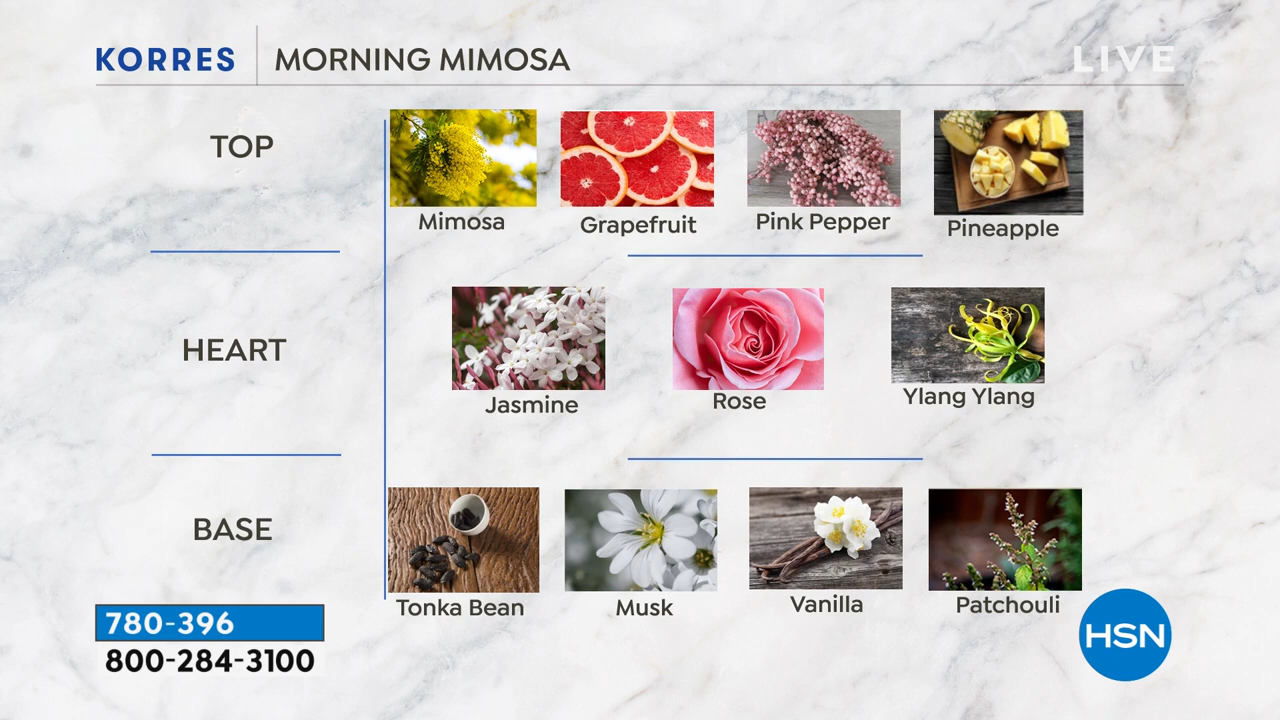 KORRES
MORNING MIMOSA
LIVE
TOP
Mimosa
Grapefruit
Pink Pepper
Pineapple
HEART
Jasmine
Rose
Ylang Ylang
BASE
Tonka Bean
Musk
Vanilla
Patchouli
780-396
800-284-3100
HSN